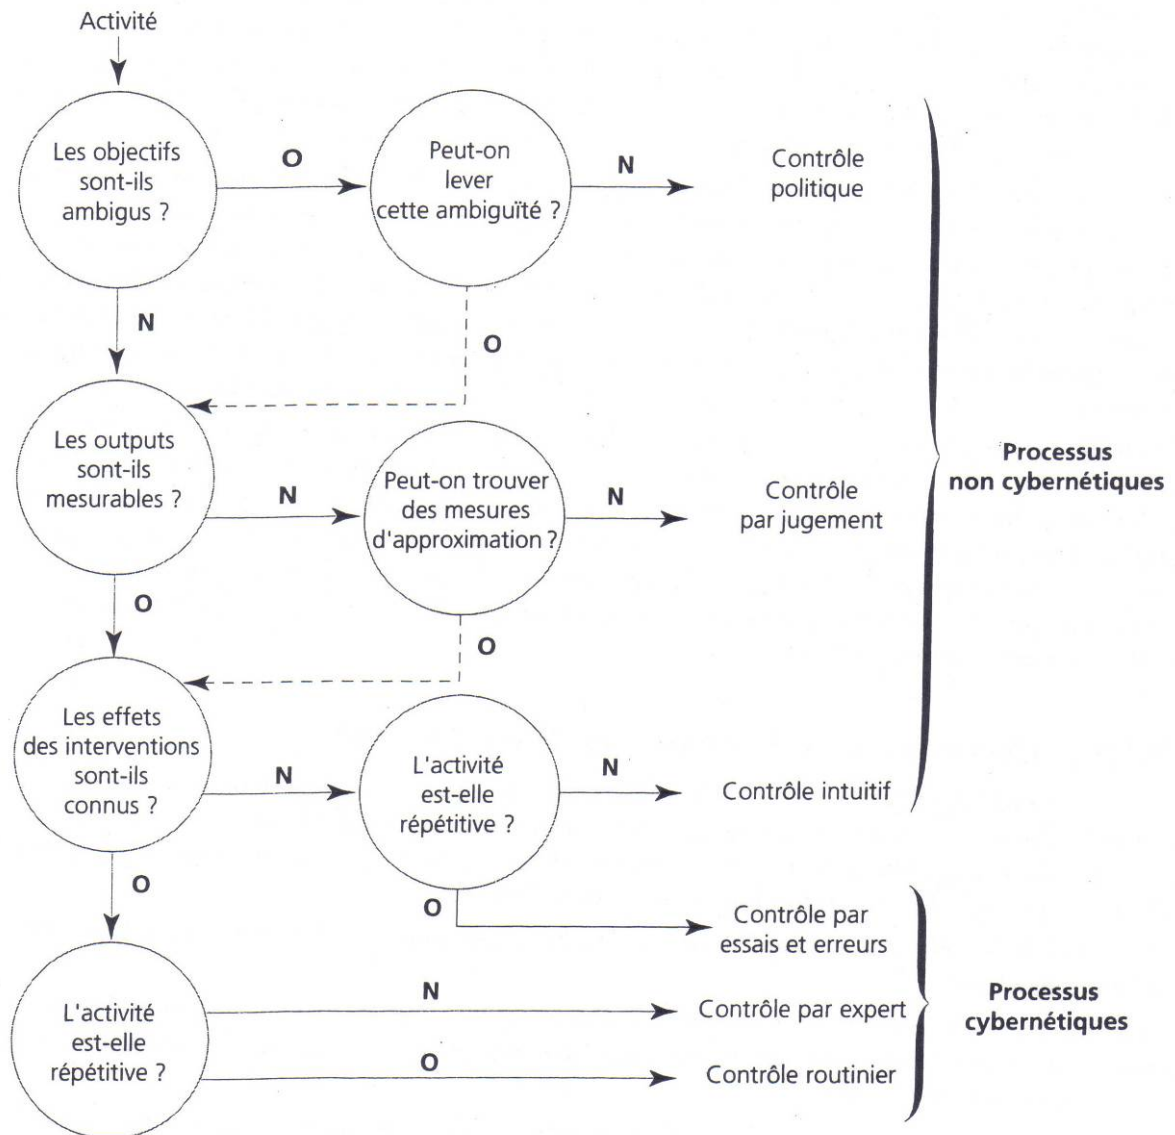 Activité
Les objectifs
sont-ils
ambigus ?
O
Peut-on
lever
cette ambiguïté ?
N
Contrôle
politique
N
O
Les outputs
sont-ils
mesurables ?
N
Peut-on trouver
des mesures
d'approximation ?
N
Contrôle
par jugement
Processus
non cybernétiques
O
O
Les effets
des interventions
sont-ils
connus ?
N
L'activité
est-elle
répétitive ?
N
Contrôle intuitif
O
O
Contrôle par
essais et erreurs
L'activité
est-elle
répétitive ?
N
Contrôle par expert
O
Contrôle routinier
Processus
cybernétiques